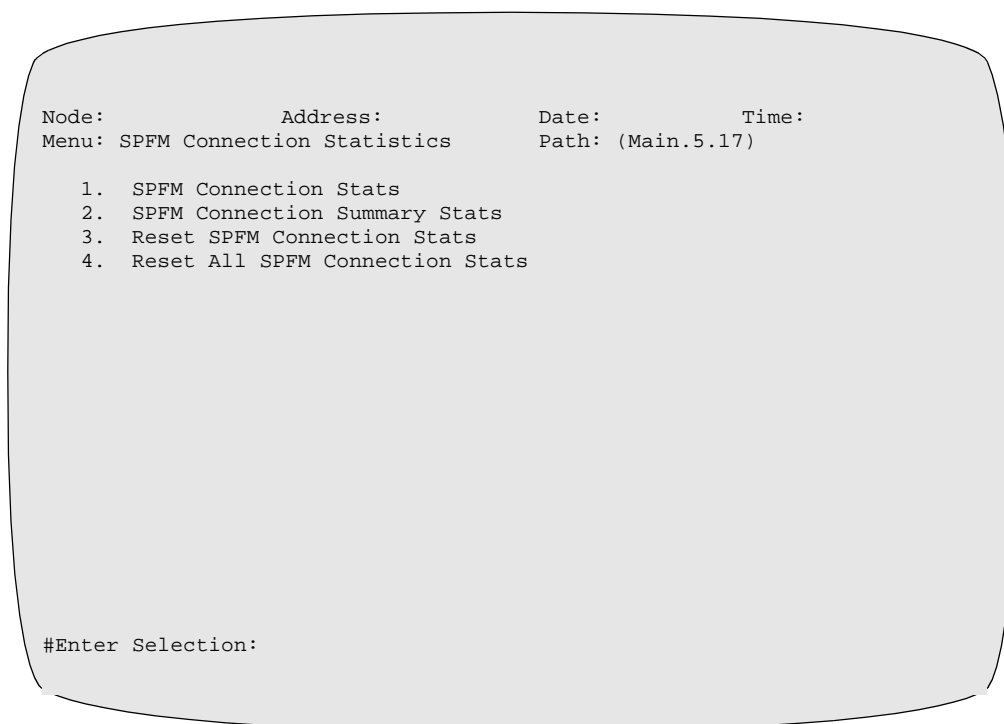 Node: Address: Date: Time:
Menu: SPFM Connection Statistics Path: (Main.5.17)
1. SPFM Connection Stats
2. SPFM Connection Summary Stats
3. Reset SPFM Connection Stats
4. Reset All SPFM Connection Stats
#Enter Selection: